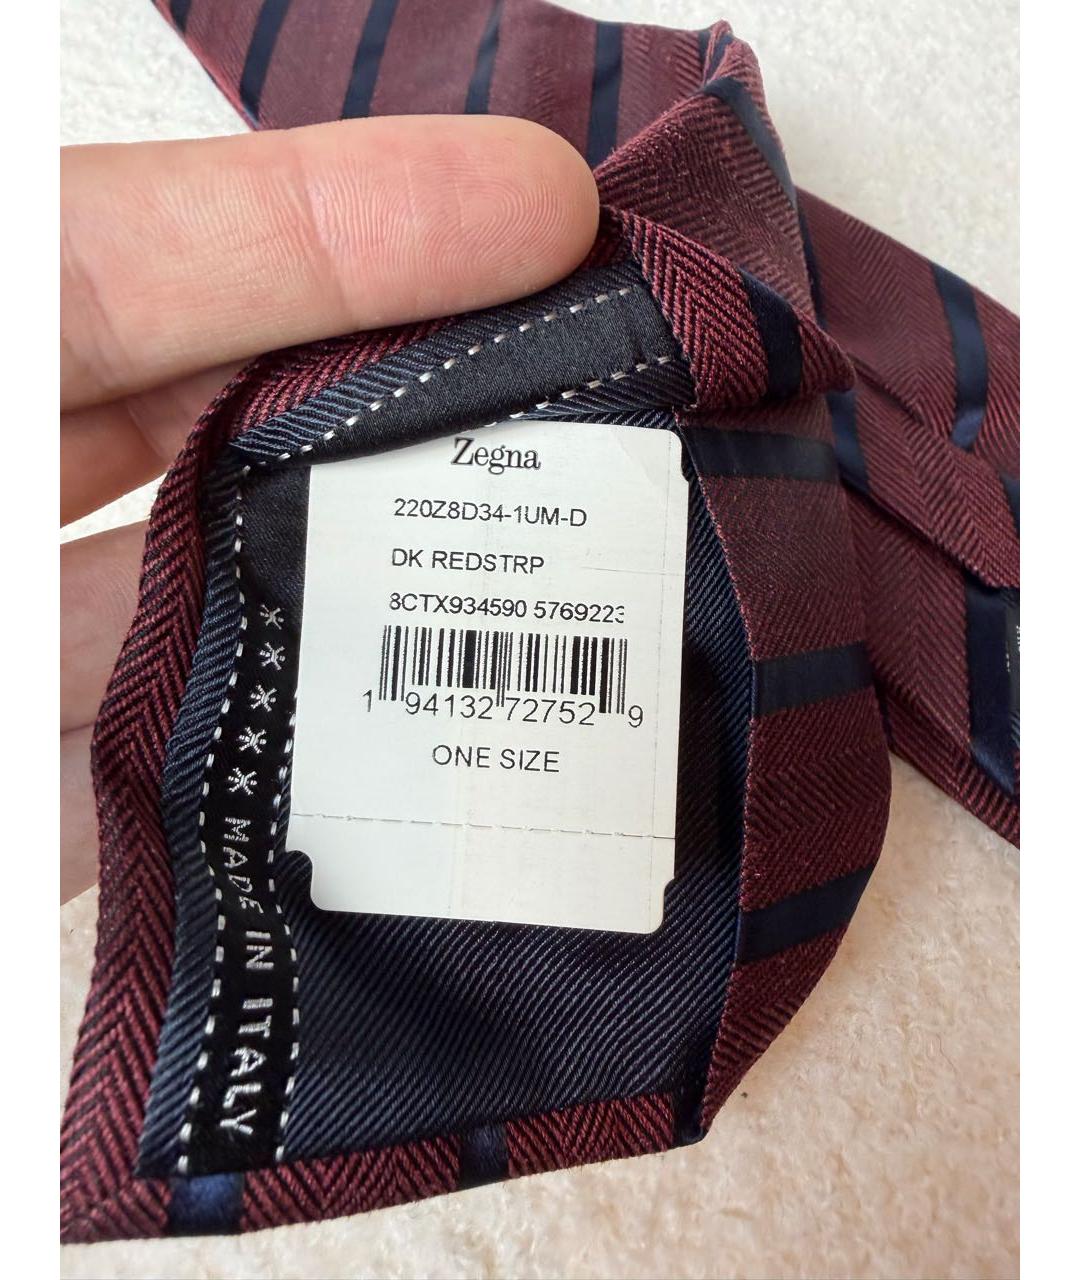 Zegna
220Z8D34-1UM-D
DK REDSTRP
8CTX934590 5769223
1 94132 72752 9
ONE SIZE
MADE IN ITALY